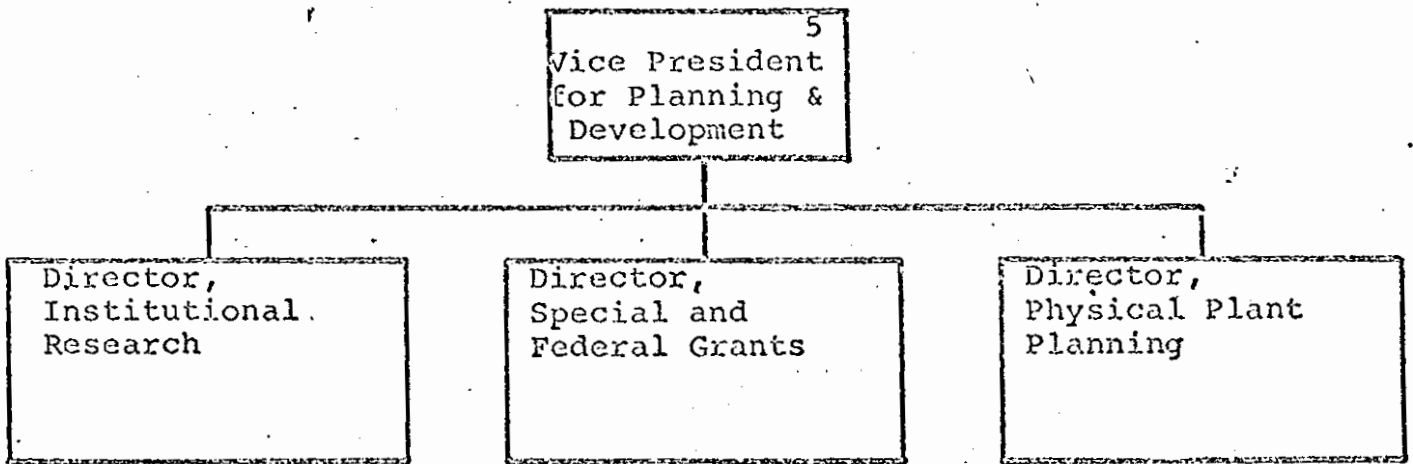 5
Vice President
for Planning &
Development
Director,
Institutional
Research
Director,
Special and
Federal Grants
Director,
Physical Plant
Planning